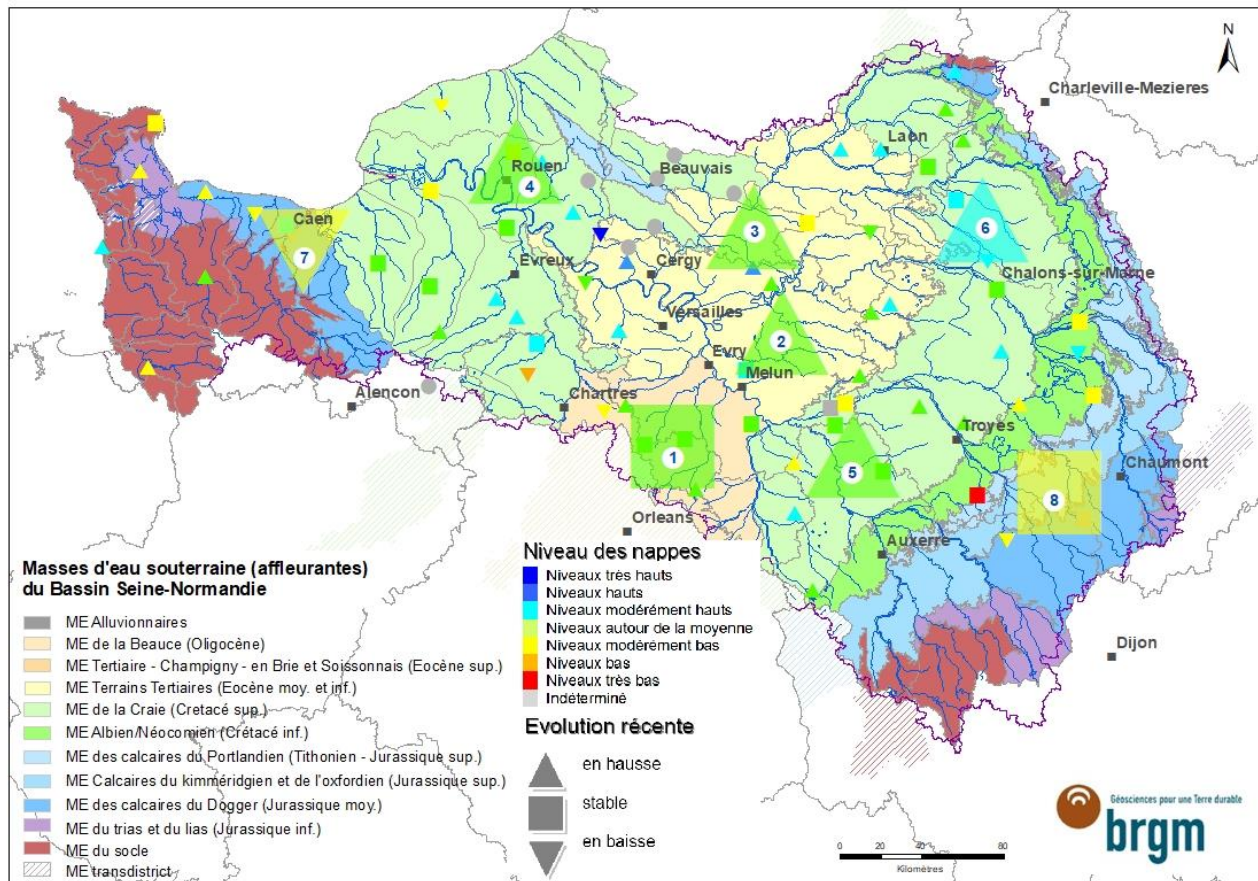 N
Charleville-Mezieres
Laon
Rouen
Beauvais
4
3
6
Caen
7
Evreux
Cergy
Chalons-sur-Marne
Versailles
Evry
2
Melun
Alencon
Chartres
Troyes
1
5
Chaumont
8
Orleans
Auxerre
Dijon
Masses d'eau souterraine (affleurantes)
du Bassin Seine-Normandie
ME Alluvionnaires
ME de la Beauce (Oligocène)
ME Tertiaire - Champigny - en Brie et Soissonnais (Eocène sup.)
ME Terrains Tertiaires (Eocène moy. et inf.)
ME de la Craie (Cretacé sup.)
ME Albien/Néocomien (Crétacé inf.)
ME des calcaires du Portlandien (Tithonien - Jurassique sup.)
ME Calcaires du kimméridgien et de l'oxfordien (Jurassique sup.)
ME des calcaires du Dogger (Jurassique moy.)
ME du trias et du lias (Jurassique inf.)
ME du socle
ME transdistrict
Niveau des nappes
Niveaux très hauts
Niveaux hauts
Niveaux modérément hauts
Niveaux autour de la moyenne
Niveaux modérément bas
Niveaux bas
Niveaux très bas
Indéterminé
Evolution récente
en hausse
stable
en baisse
0 20 40 80
Kilomètres
Géosciences pour une Terre durable
brgm